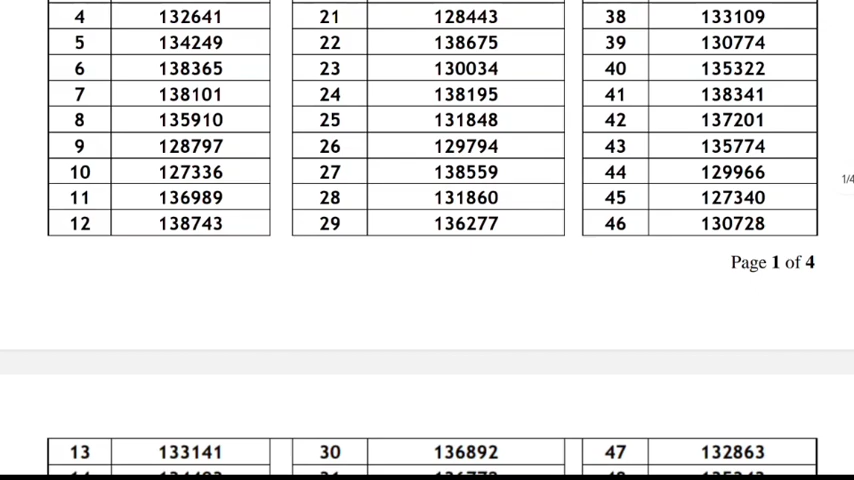 4 132641 21 128443 38 133109
5 134249 22 138675 39 130774
6 138365 23 130034 40 135322
7 138101 24 138195 41 138341
8 135910 25 131848 42 137201
9 128797 26 129794 43 135774
10 127336 27 138559 44 129966
11 136989 28 131860 45 127340
12 138743 29 136277 46 130728
1/4
Page 1 of 4
13 133141 30 136892 47 132863